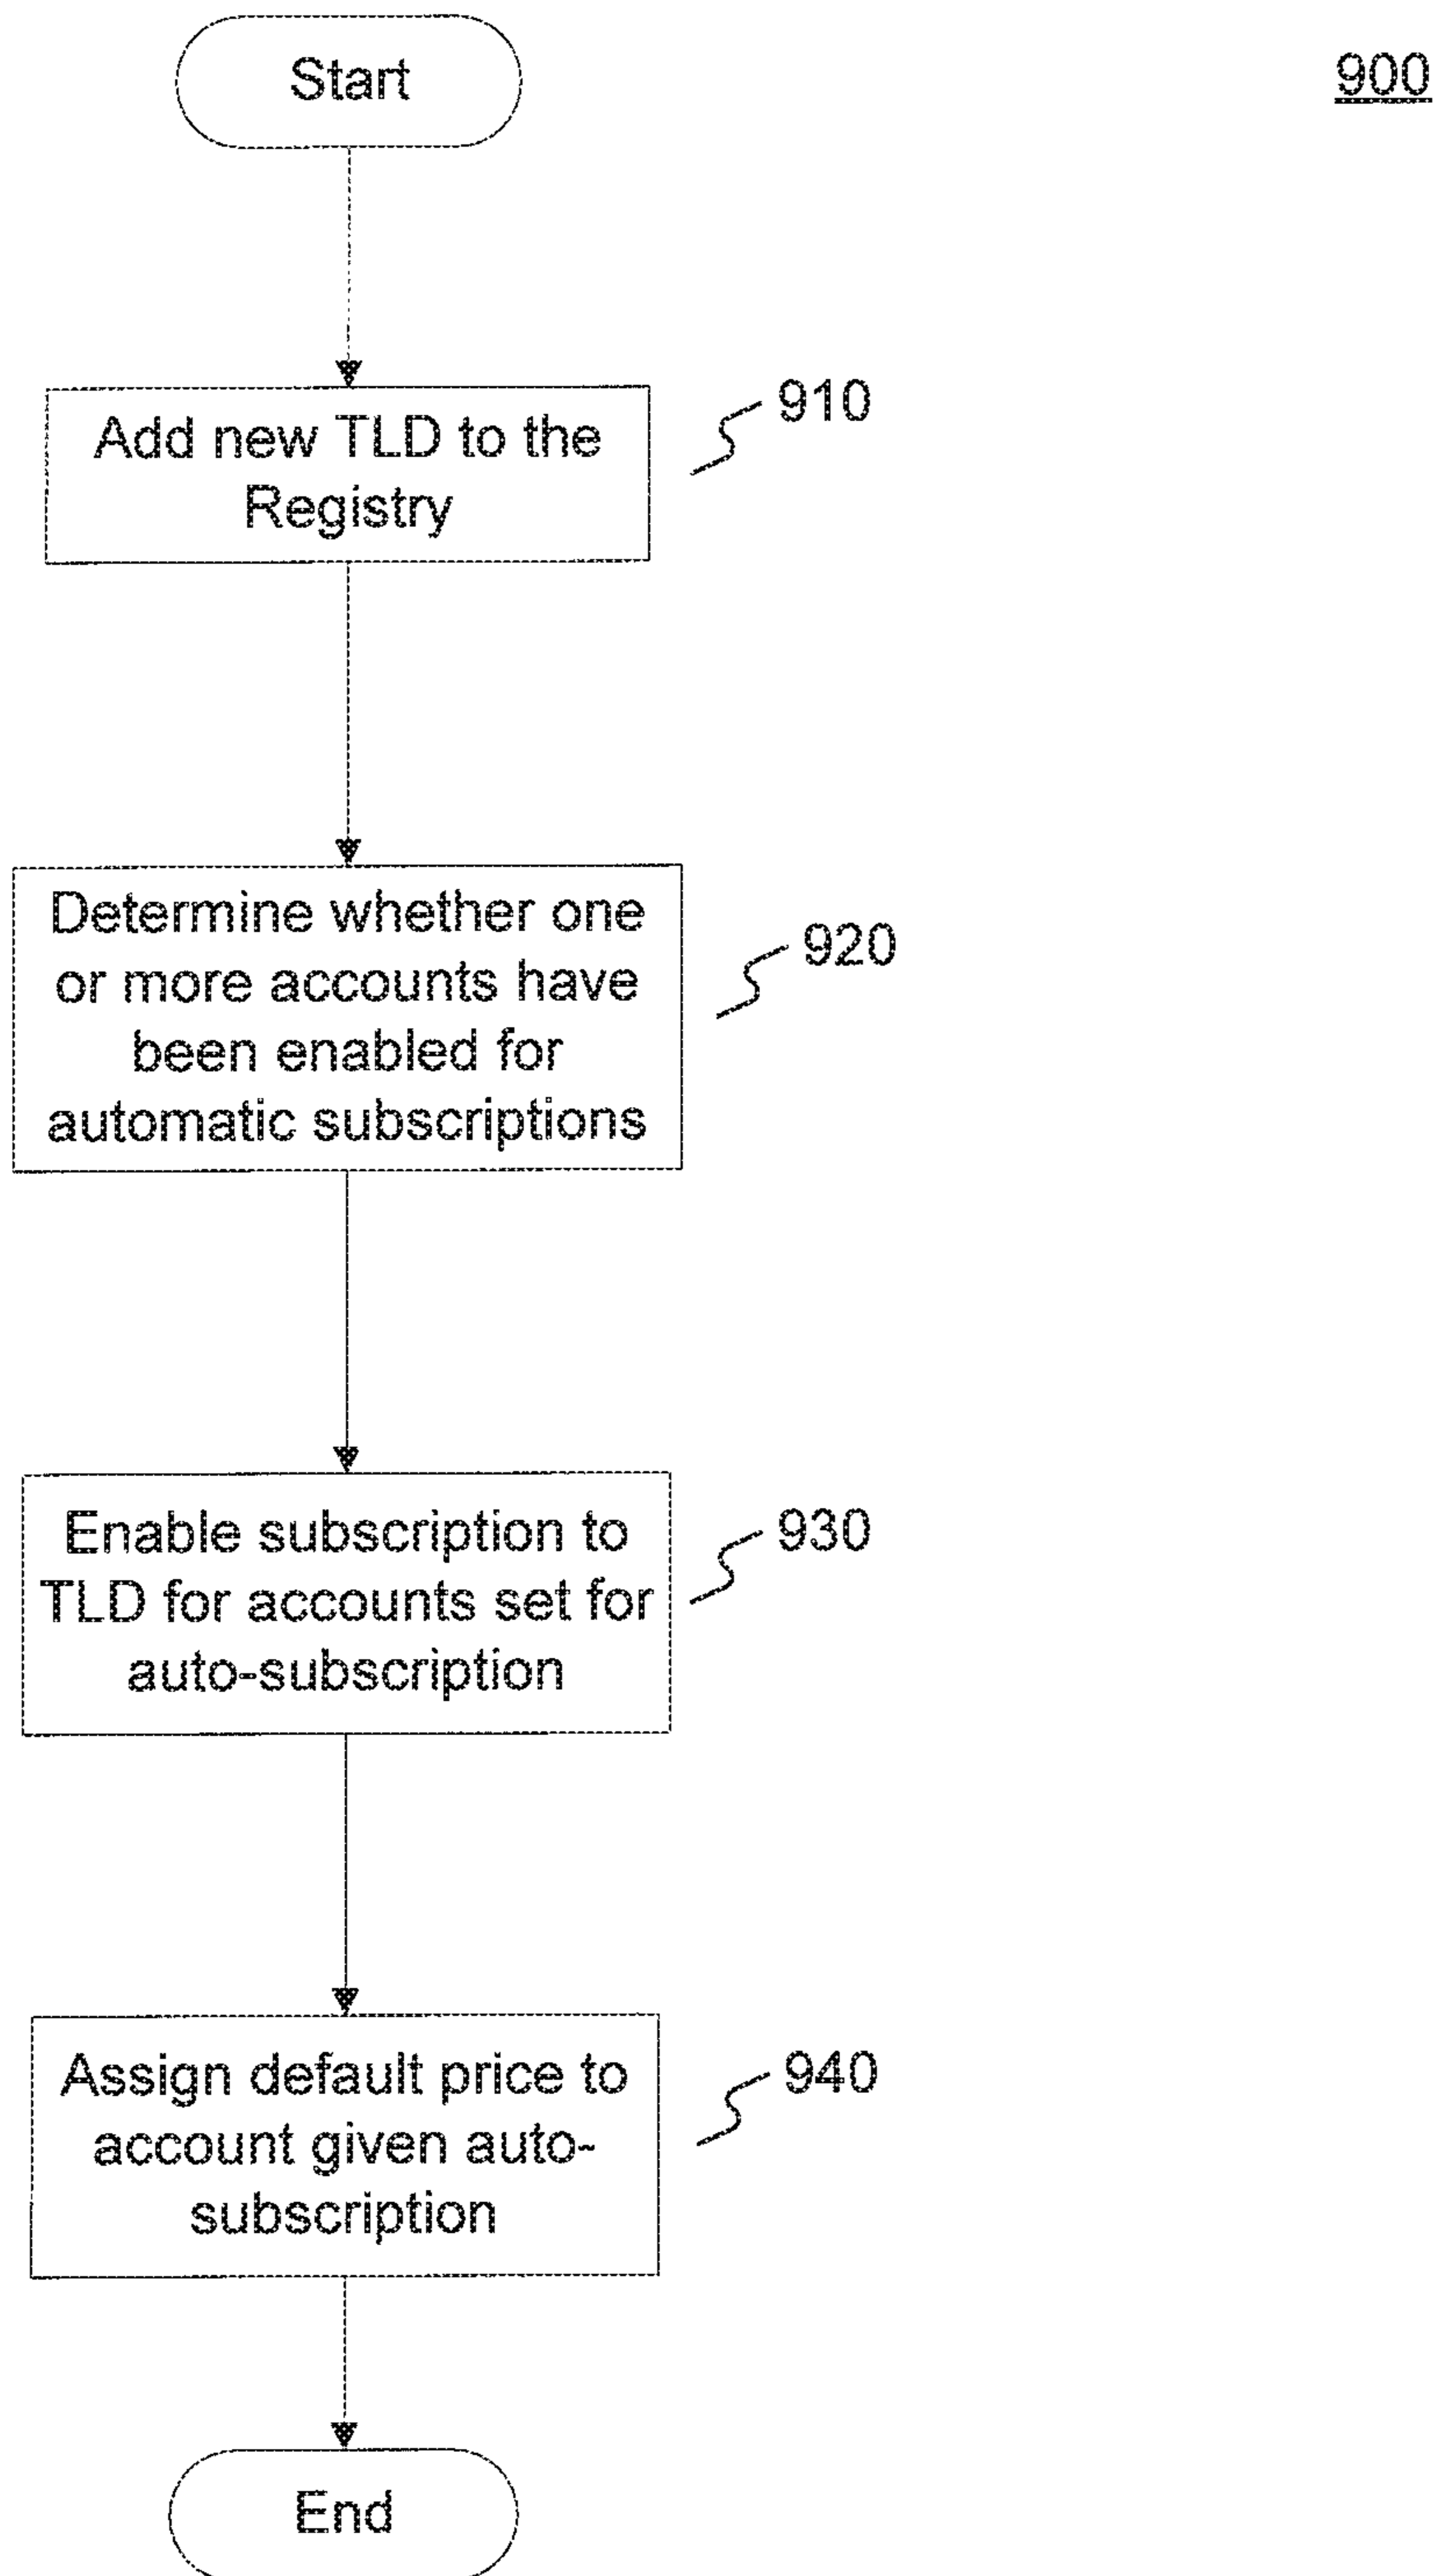 Start
900
Add new TLD to the
Registry
910
Determine whether one
or more accounts have
been enabled for
automatic subscriptions
920
Enable subscription to
TLD for accounts set for
auto-subscription
930
Assign default price to
account given auto-
subscription
940
End